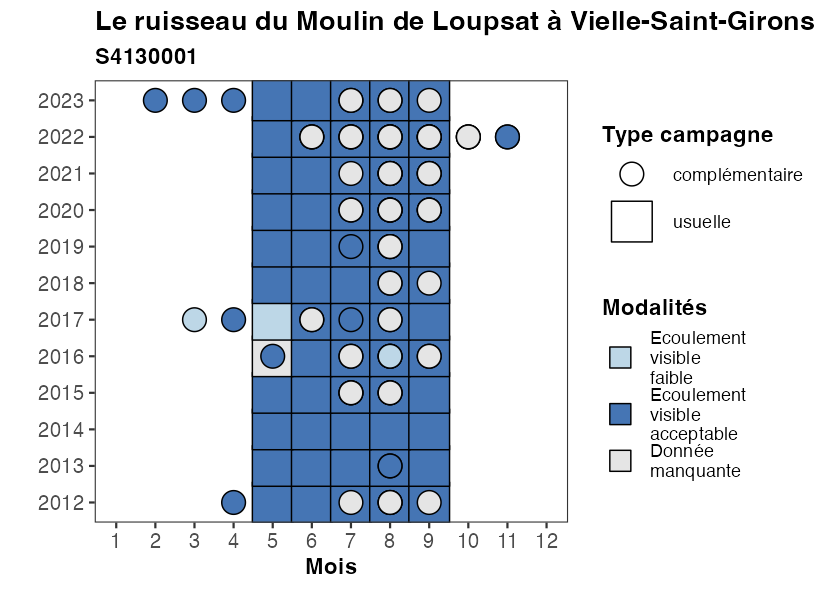 Le ruisseau du Moulin de Loupsat à Vielle-Saint-Girons
S4130001
2023
2022
2021
2020
2019
2018
2017
2016
2015
2014
2013
2012
1 2 3 4 5 6 7 8 9 10 11 12
Mois
Type campagne
complémentaire
usuelle
Modalités
Ecoulement
visible
faible
Ecoulement
visible
acceptable
Donnée
manquante